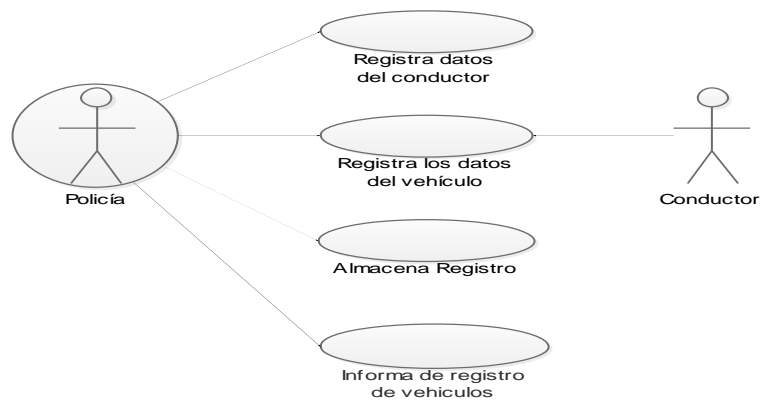 Registra datos
del conductor
Registra los datos
del vehículo
Policía
Conductor
Almacena Registro
Informa de registro
de vehiculos